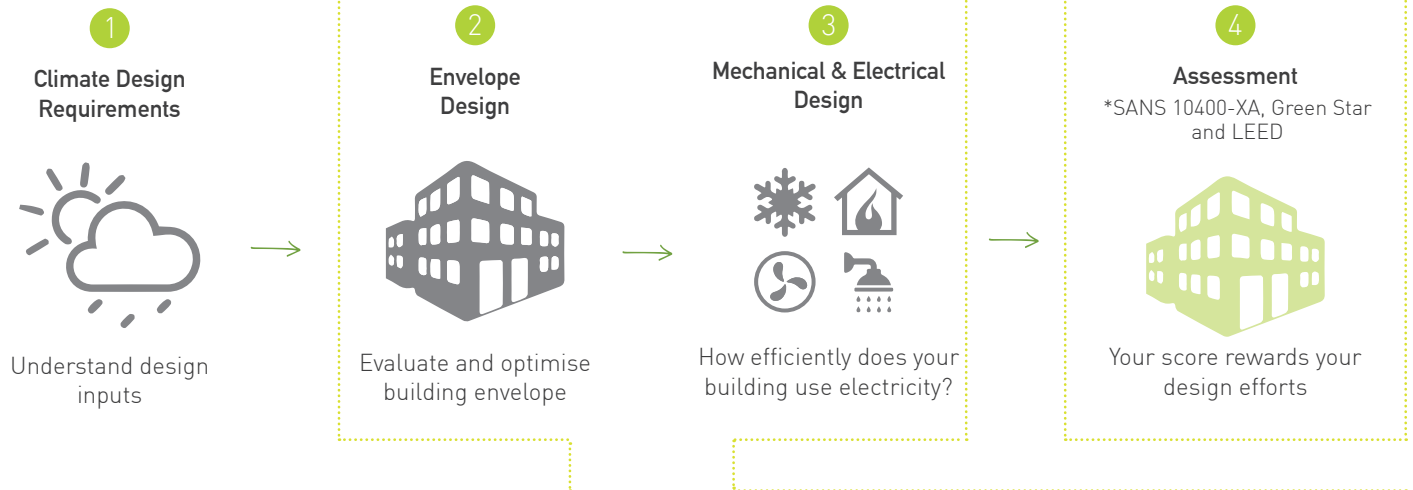 1
Climate Design
Requirements
Understand design
inputs
2
Envelope
Design
Evaluate and optimise
building envelope
3
Mechanical & Electrical
Design
How efficiently does your
building use electricity?
4
Assessment
*SANS 10400-XA, Green Star
and LEED
Your score rewards your
design efforts